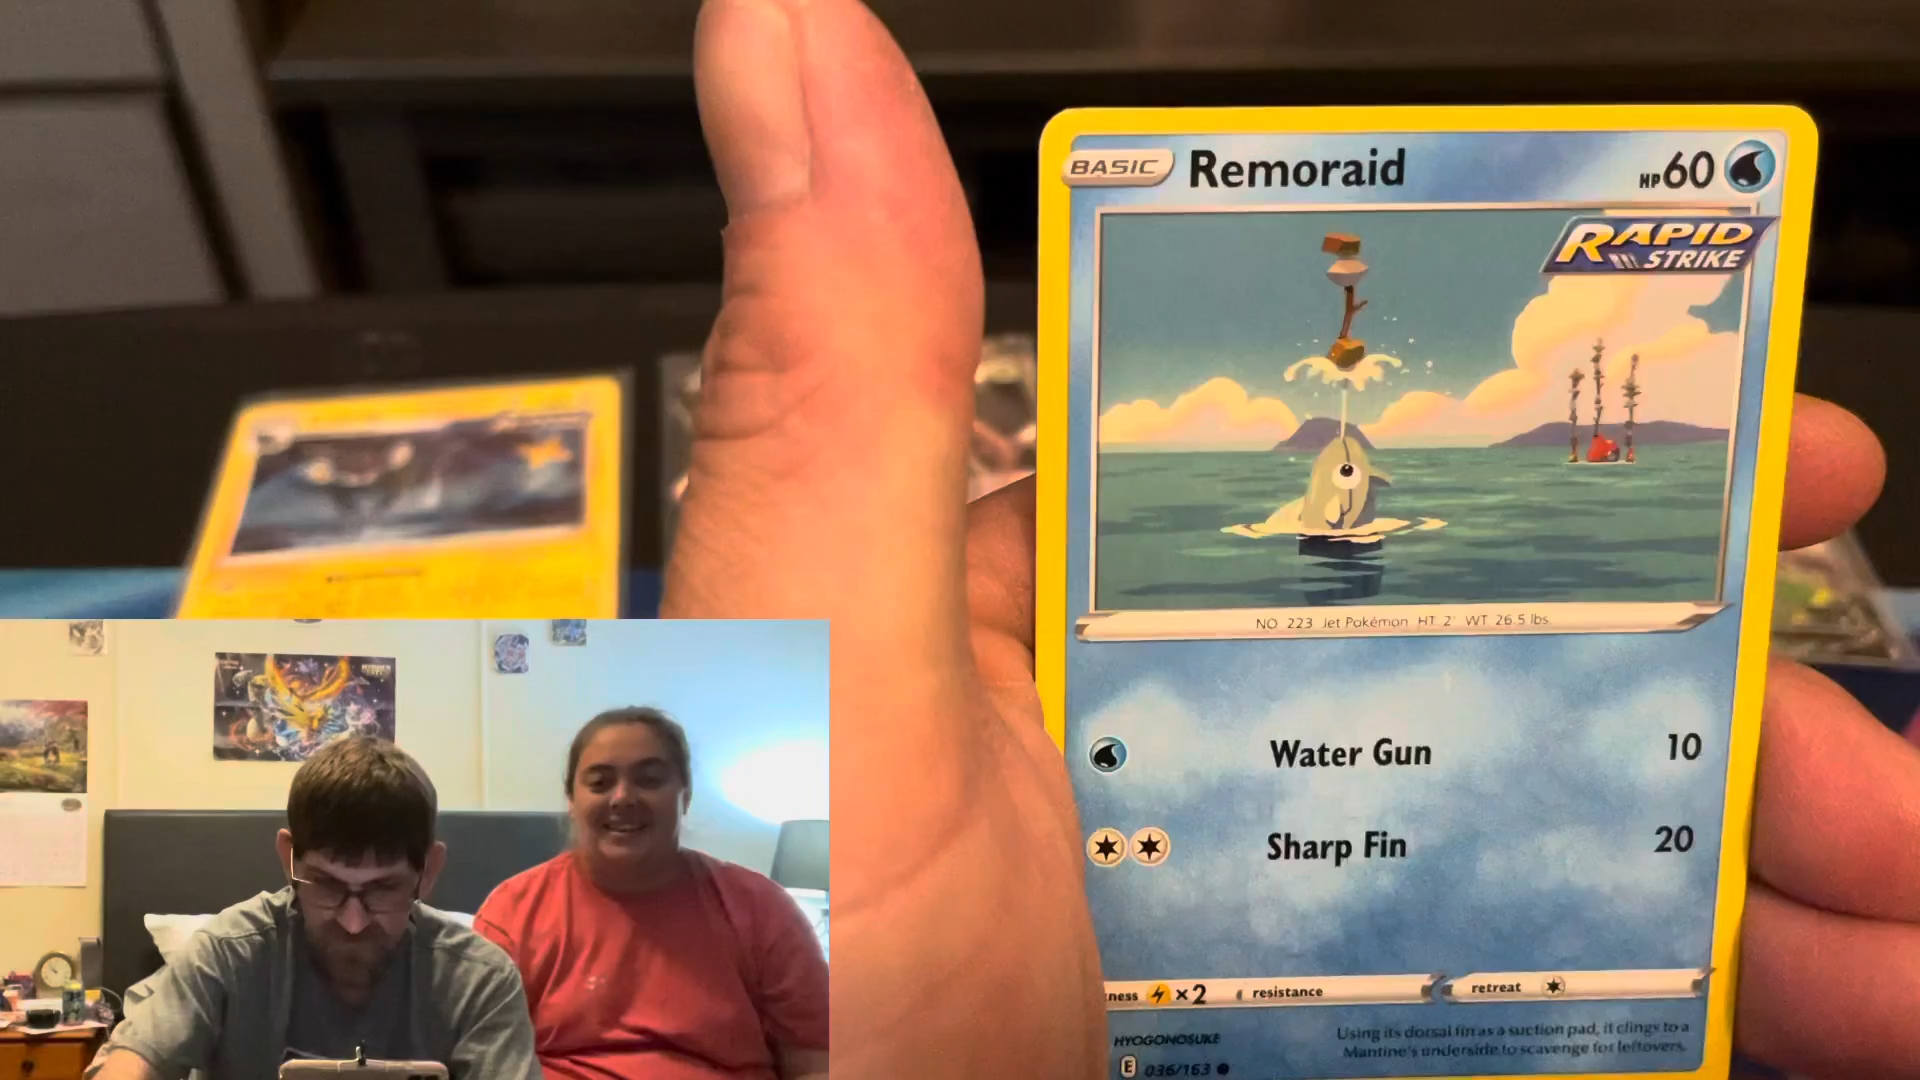 BASIC Remoraid HP60
RAPID
STRIKE
NO. 223 Jet Pokémon HT 2' WT 26.5 lbs.
Water Gun 10
Sharp Fin 20
ness ×2 resistance retreat
HYOGONOSUKE
Using its dorsal fin as a suction pad, it clings to a
Mantine's underside to scavenge for leftovers.
E 036/163